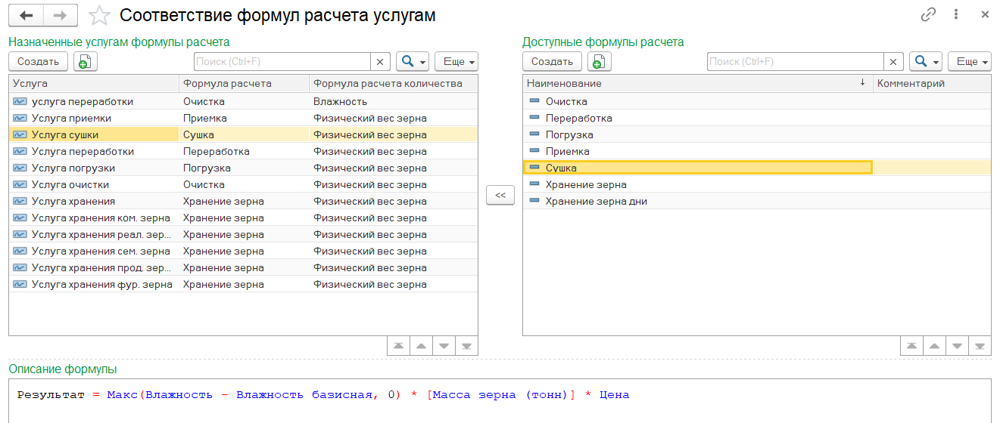 Соответствие формул расчета услугам
Назначенные услугам формулы расчета
Создать Поиск (Ctrl+F) Еще
Услуга Формула расчета Формула расчета количества
услуга переработки Очистка Влажность
Услуга приемки Приемка Физический вес зерна
Услуга сушки Сушка Физический вес зерна
Услуга переработки Переработка Физический вес зерна
Услуга погрузки Погрузка Физический вес зерна
Услуга очистки Очистка Физический вес зерна
Услуга хранения Хранение зерна Физический вес зерна
Услуга хранения ком. зерна Хранение зерна Физический вес зерна
Услуга хранения реал. зер... Хранение зерна Физический вес зерна
Услуга хранения сем. зерна Хранение зерна Физический вес зерна
Услуга хранения прод. зер... Хранение зерна Физический вес зерна
Услуга хранения фур. зерна Хранение зерна Физический вес зерна
<<
Доступные формулы расчета
Создать Поиск (Ctrl+F) Еще
Наименование Комментарий
Очистка
Переработка
Погрузка
Приемка
Сушка
Хранение зерна
Хранение зерна дни
Описание формулы
Результат = Макс(Влажность - Влажность базисная, 0) * [Масса зерна (тонн)] * Цена